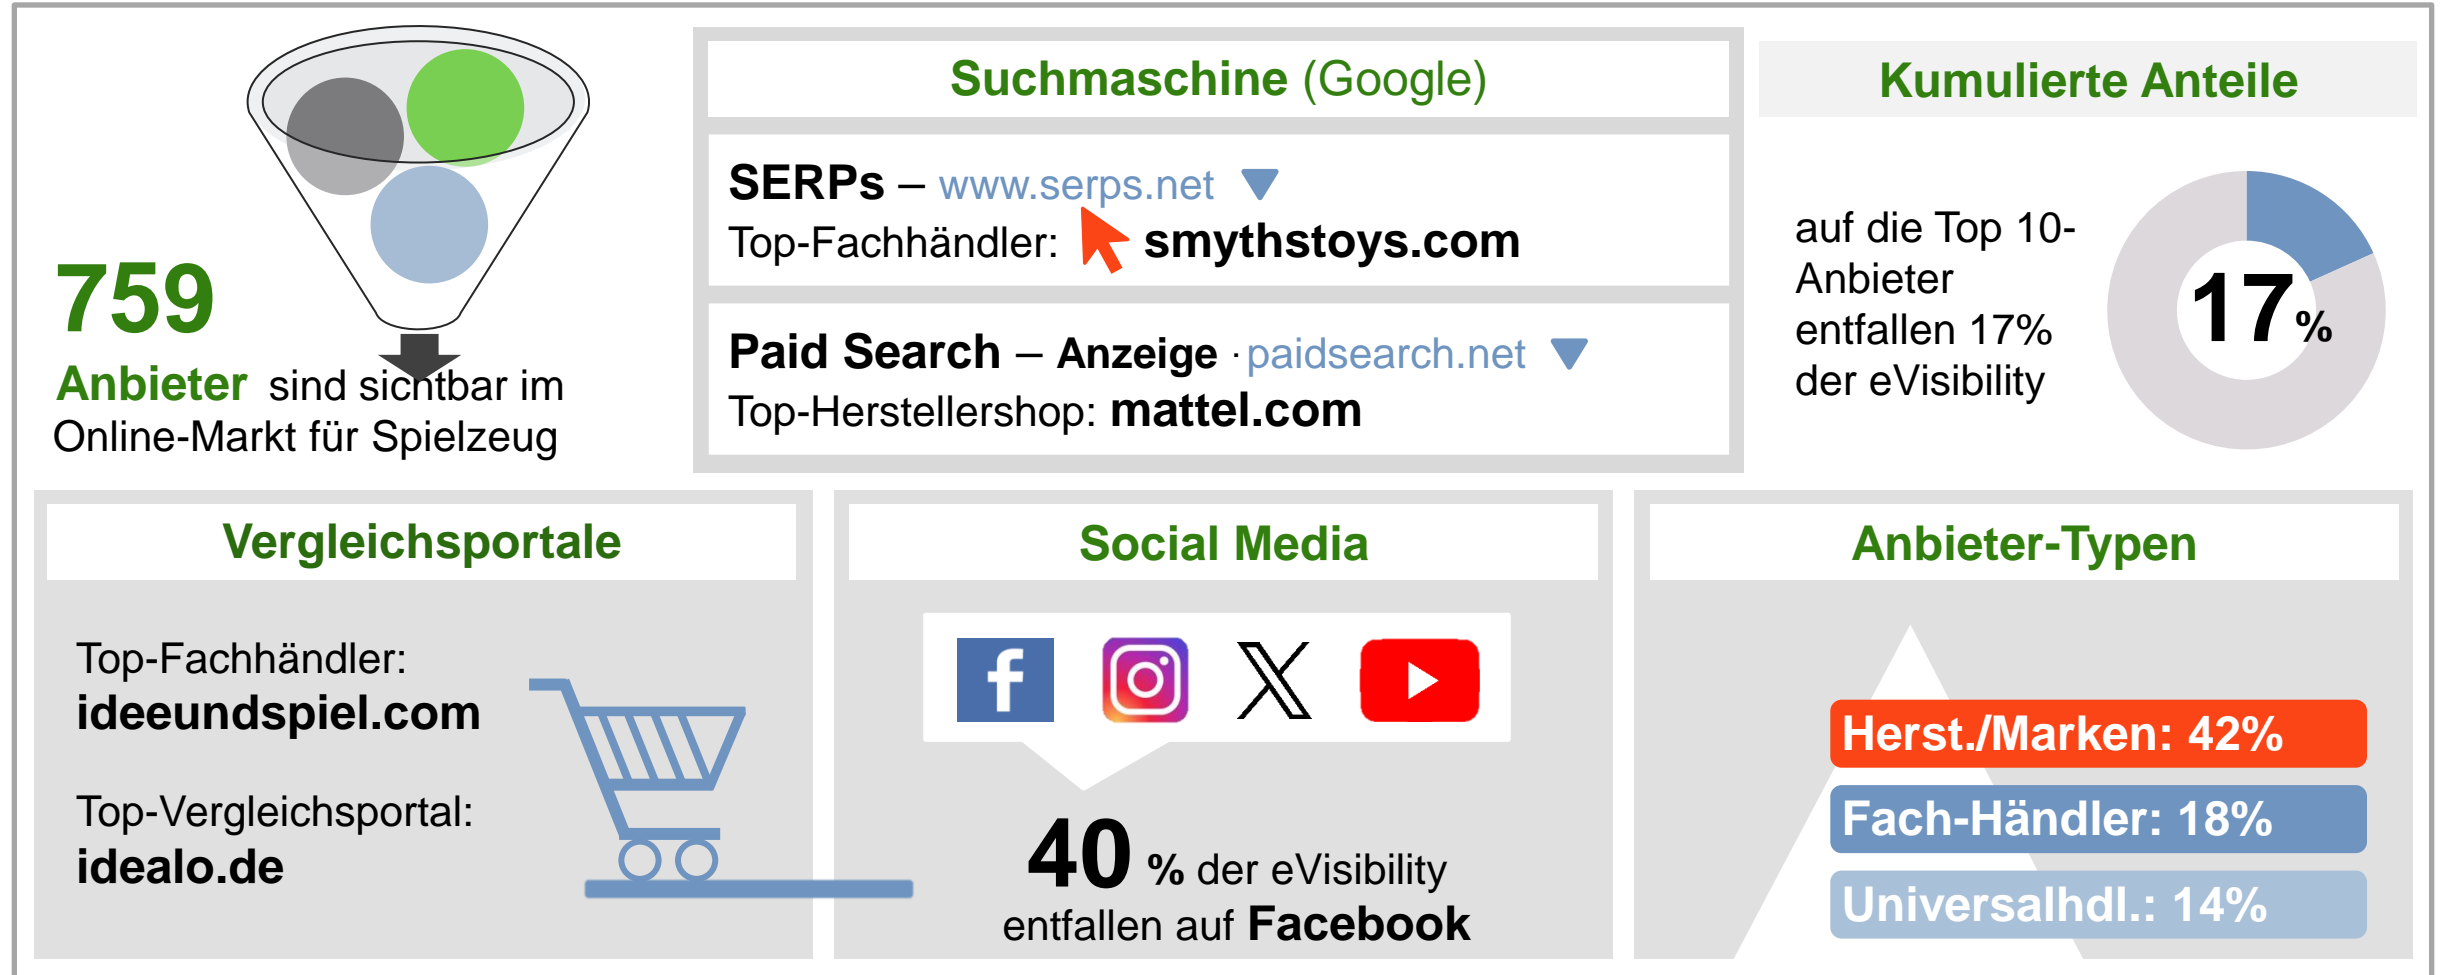 759
Anbieter sind sichtbar im
Online-Markt für Spielzeug
Suchmaschine (Google)
SERPs – www.serps.net
Top-Fachhändler: smythstoys.com
Paid Search – Anzeige · paidsearch.net
Top-Herstellershop: mattel.com
Kumulierte Anteile
auf die Top 10-
Anbieter
entfallen 17%
der eVisibility
17%
Vergleichsportale
Top-Fachhändler:
ideeundspiel.com
Top-Vergleichsportal:
idealo.de
Social Media
40 % der eVisibility
entfallen auf Facebook
Anbieter-Typen
Herst./Marken: 42%
Fach-Händler: 18%
Universalhdl.: 14%